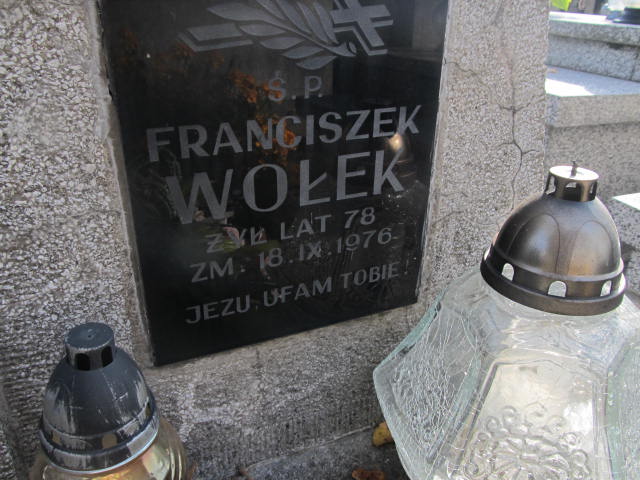 Ś.P.
FRANCISZEK
WOŁEK
ŻYŁ LAT 78
ZM. 18.IX.1976
JEZU, UFAM TOBIE